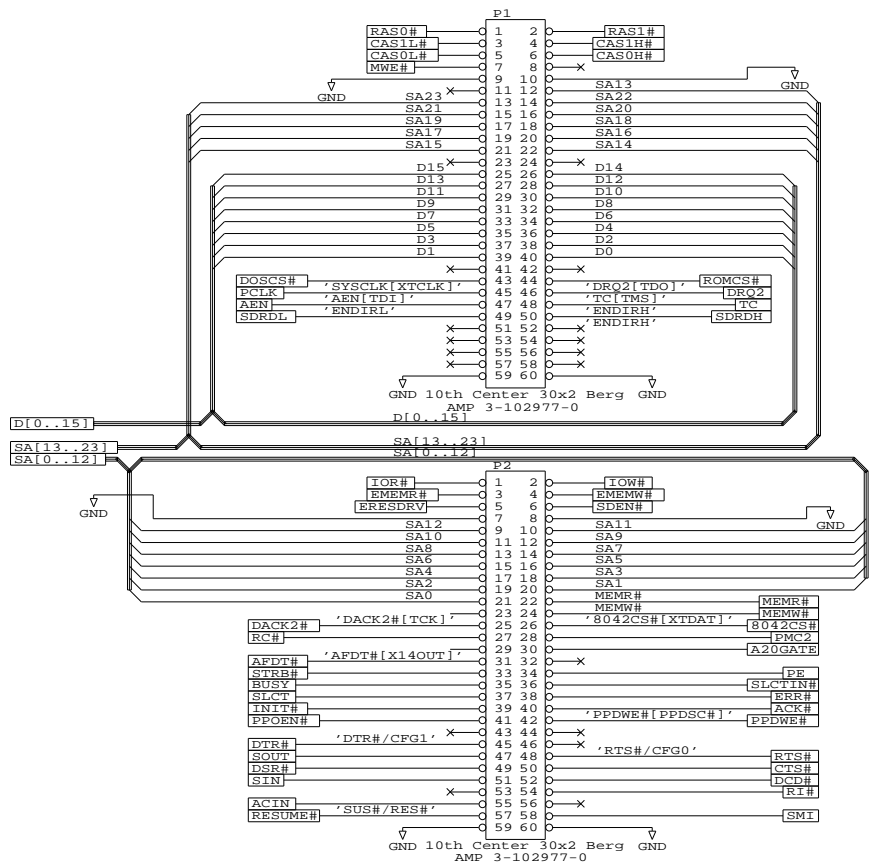 P1
RAS0# 1 2 RAS1#
CAS1L# 3 4 CAS1H#
CAS0L# 5 6 CAS0H#
MWE# 7 8
GND 9 10 GND
11 12 SA13
SA23 13 14 SA22
SA21 15 16 SA20
SA19 17 18 SA18
SA17 19 20 SA16
SA15 21 22 SA14
23 24
D15 25 26 D14
D13 27 28 D12
D11 29 30 D10
D9 31 32 D8
D7 33 34 D6
D5 35 36 D4
D3 37 38 D2
D1 39 40 D0
41 42
DOSCS# 43 44 ROMCS#
PCLK 'SYSCLK[XTCLK]' 45 46 'DRQ2[TDO]' DRQ2
AEN 'AEN[TDI]' 47 48 'TC[TMS]' TC
SDRDL 'ENDIRL' 49 50 'ENDIRH' SDRDH
51 52 'ENDIRH'
53 54
55 56
57 58
59 60
GND 10th Center 30x2 Berg GND
AMP 3-102977-0
D[0..15] D[0..15]
SA[13..23] SA[13..23]
SA[0..12] SA[0..12]
P2
IOR# 1 2 IOW#
EMEMR# 3 4 EMEMW#
ERESDRV 5 6 SDEN#
GND 7 8 GND
SA12 9 10 SA11
SA10 11 12 SA9
SA8 13 14 SA7
SA6 15 16 SA5
SA4 17 18 SA3
SA2 19 20 SA1
SA0 21 22 MEMR# MEMR#
23 24 MEMW# MEMW#
DACK2# 'DACK2#[TCK]' 25 26 '8042CS#[XTDAT]' 8042CS#
RC# 27 28 PMC2
29 30 A20GATE
AFDT# 'AFDT#[X14OUT]' 31 32
STRB# 33 34 PE
BUSY 35 36 SLCTIN#
SLCT 37 38 ERR#
INIT# 39 40 ACK#
PPOEN# 41 42 'PPDWE#[PPDSC#]' PPDWE#
43 44
DTR# 'DTR#/CFG1' 45 46
SOUT 47 48 'RTS#/CFG0' RTS#
DSR# 49 50 CTS#
SIN 51 52 DCD#
53 54 RI#
ACIN 55 56
RESUME# 'SUS#/RES#' 57 58 SMI
59 60
GND 10th Center 30x2 Berg GND
AMP 3-102977-0